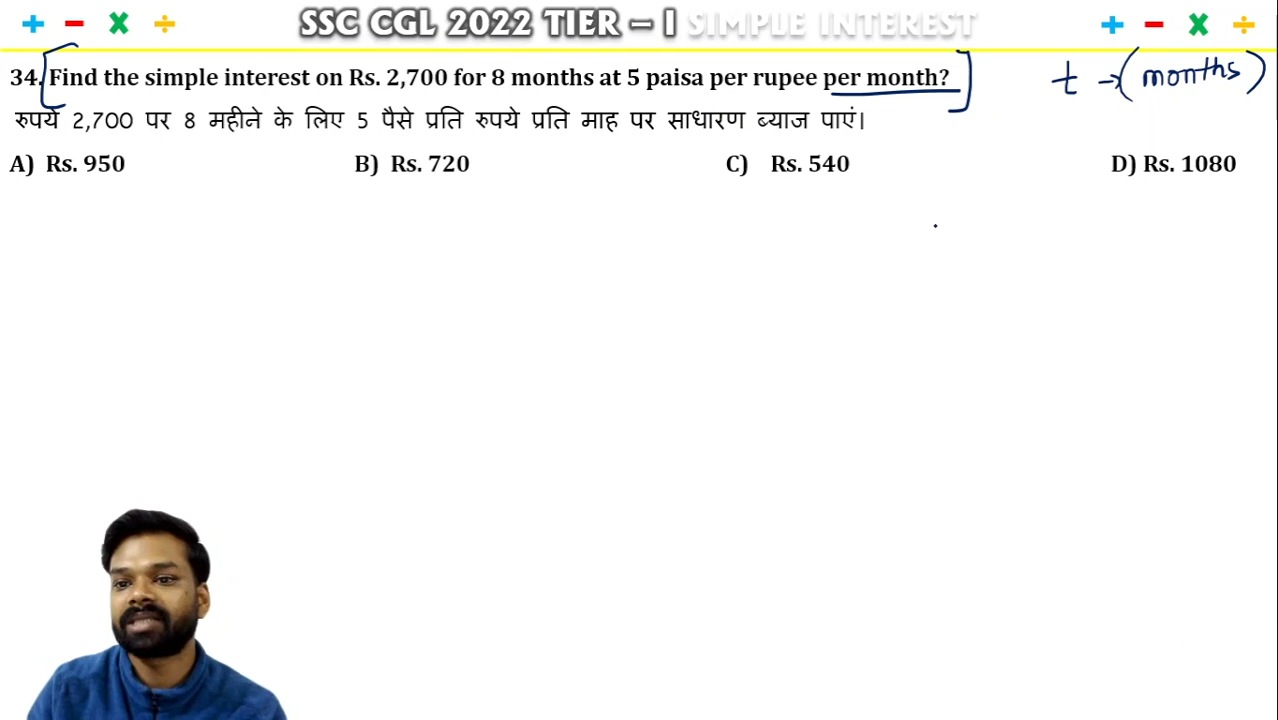 SSC CGL 2022 TIER – I SIMPLE INTEREST
34. Find the simple interest on Rs. 2,700 for 8 months at 5 paisa per rupee per month?
t → (months)
रुपये 2,700 पर 8 महीने के लिए 5 पैसे प्रति रुपये प्रति माह पर साधारण ब्याज पाएं।
A) Rs. 950 B) Rs. 720 C) Rs. 540 D) Rs. 1080